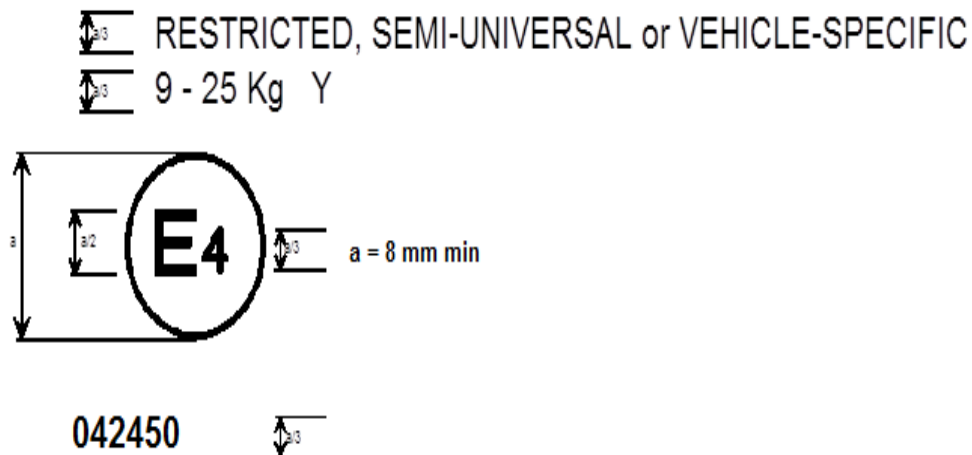 a/3 RESTRICTED, SEMI-UNIVERSAL or VEHICLE-SPECIFIC
a/3 9 - 25 Kg Y
a a/2 E4 a/3 a = 8 mm min
042450 a/3